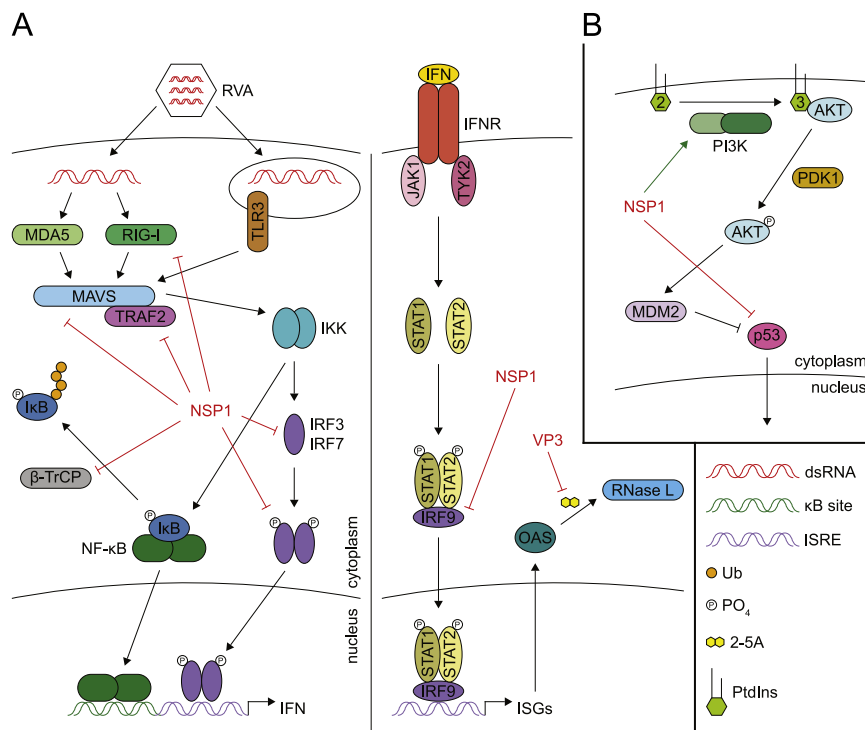 A
RVA
MDA5
RIG-I
TLR3
MAVS
TRAF2
IKK
P
IκB
NSP1
IRF3
IRF7
β-TrCP
P
IκB
NF-κB
P
P
cytoplasm
nucleus
P
P
IFN
IFN
IFNR
JAK1
TYK2
STAT1
STAT2
NSP1
P
P
STAT1
STAT2
IRF9
VP3
RNase L
OAS
P
P
STAT1
STAT2
IRF9
ISGs
B
2
3
AKT
PI3K
PDK1
NSP1
AKT
P
MDM2
p53
cytoplasm
nucleus
dsRNA
κB site
ISRE
Ub
P
PO4
2-5A
PtdIns